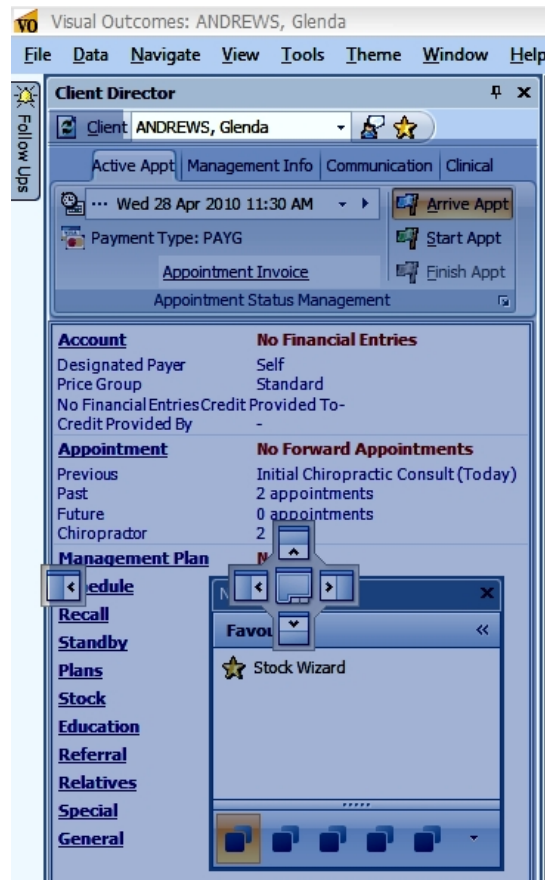 VO Visual Outcomes: ANDREWS, Glenda
File Data Navigate View Tools Theme Window Help
Follow Ups
Client Director
Client ANDREWS, Glenda
Active Appt Management Info Communication Clinical
Wed 28 Apr 2010 11:30 AM Arrive Appt
Payment Type: PAYG Start Appt
Appointment Invoice Finish Appt
Appointment Status Management
Account No Financial Entries
Designated Payer Self
Price Group Standard
No Financial Entries Credit Provided To-
Credit Provided By -
Appointment No Forward Appointments
Previous Initial Chiropractic Consult (Today)
Past 2 appointments
Future 0 appointments
Chiropractor 2
Management Plan
Recall
Standby
Plans
Stock
Education
Referral
Relatives
Special
General
Stock Wizard